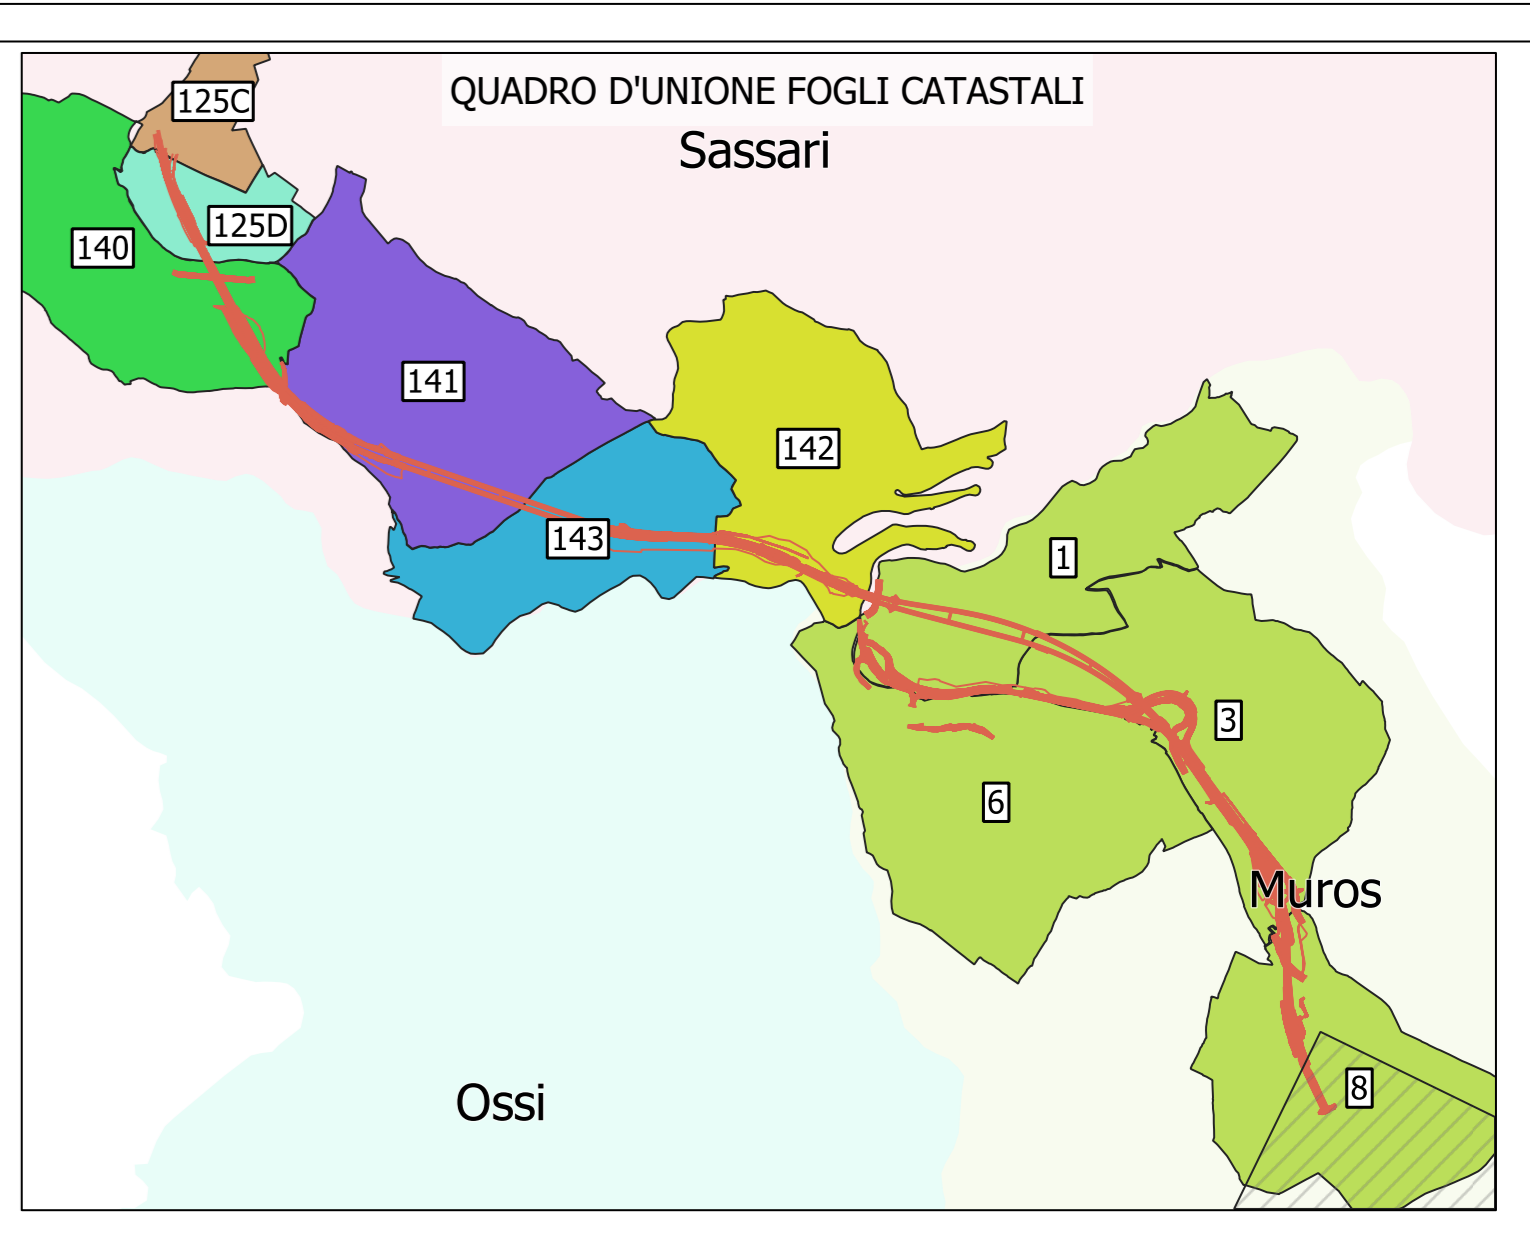 QUADRO D'UNIONE FOGLI CATASTALI
125C
Sassari
125D
140
141
142
143
1
3
6
Muros
8
Ossi